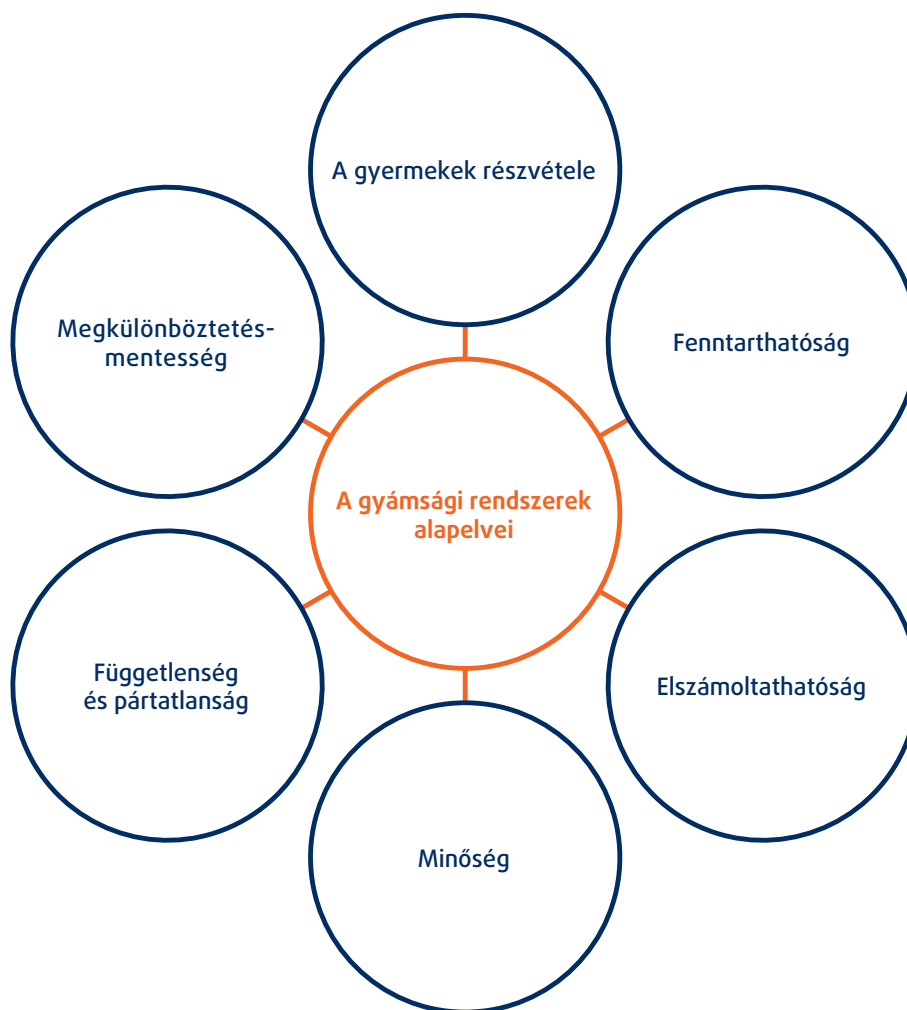 A gyermekek részvétele
Megkülönböztetés-
mentesség
Fenntarthatóság
A gyámsági rendszerek
alapelvei
Függetlenség
és pártatlanság
Elszámoltathatóság
Minőség